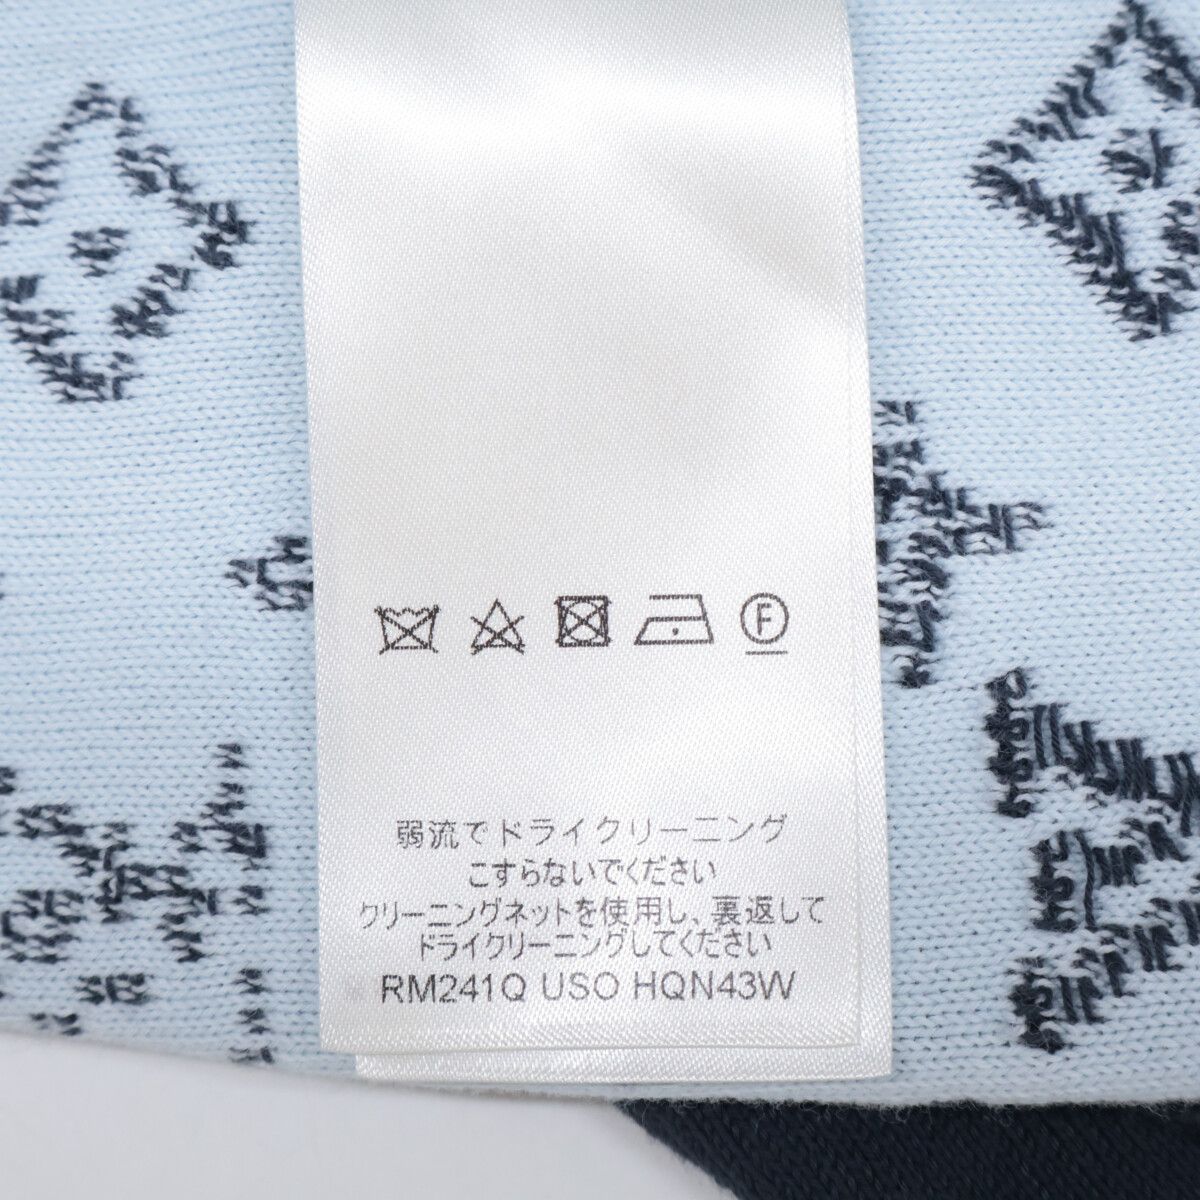 F
弱流でドライクリーニング
こすらないでください
クリーニングネットを使用し、裏返して
ドライクリーニングしてください
RM241Q USO HQN43W